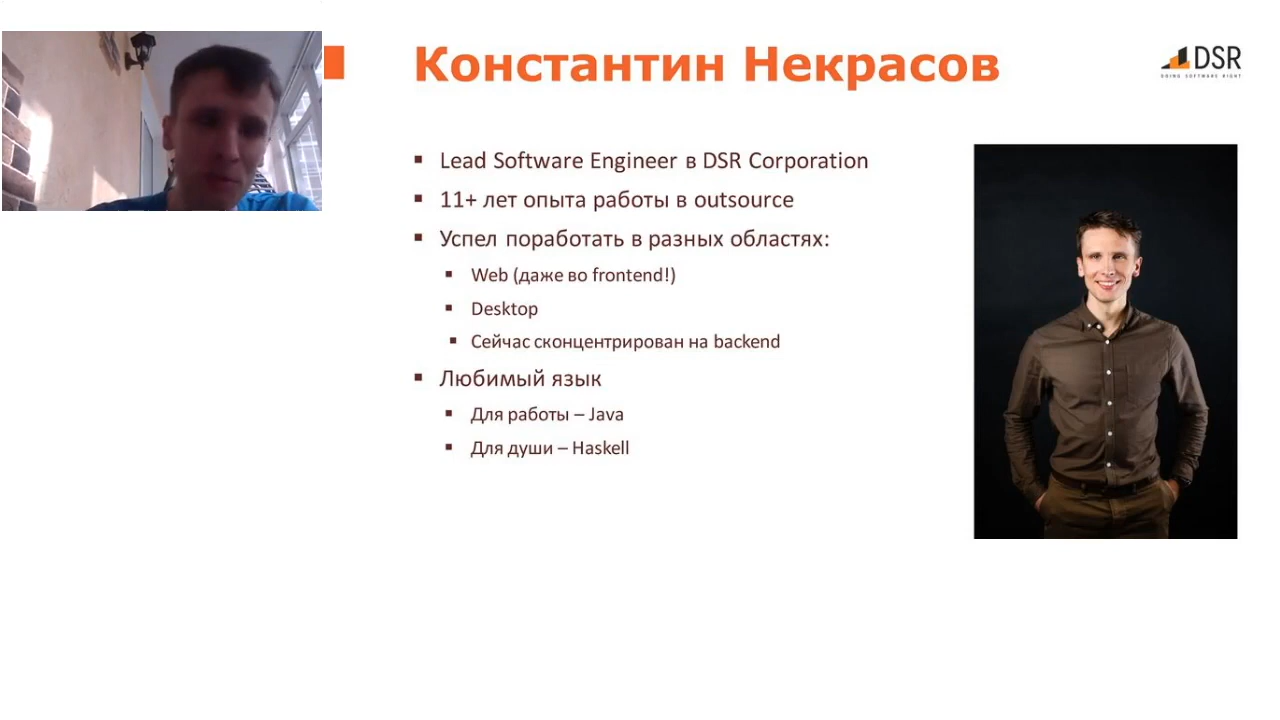 Константин Некрасов
DSR
DOING SOFTWARE RIGHT
Lead Software Engineer в DSR Corporation
11+ лет опыта работы в outsource
Успел поработать в разных областях:
Web (даже во frontend!)
Desktop
Сейчас сконцентрирован на backend
Любимый язык
Для работы – Java
Для души – Haskell